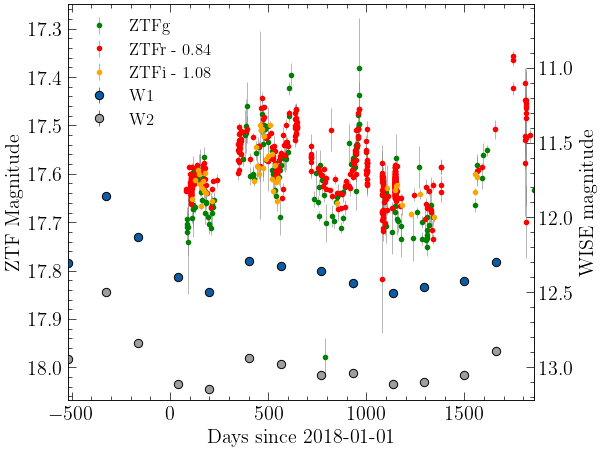 ZTFg
ZTFr - 0.84
ZTFi - 1.08
W1
W2
17.3
17.4
17.5
17.6
17.7
17.8
17.9
18.0
ZTF Magnitude
11.0
11.5
12.0
12.5
13.0
WISE magnitude
−500 0 500 1000 1500
Days since 2018-01-01